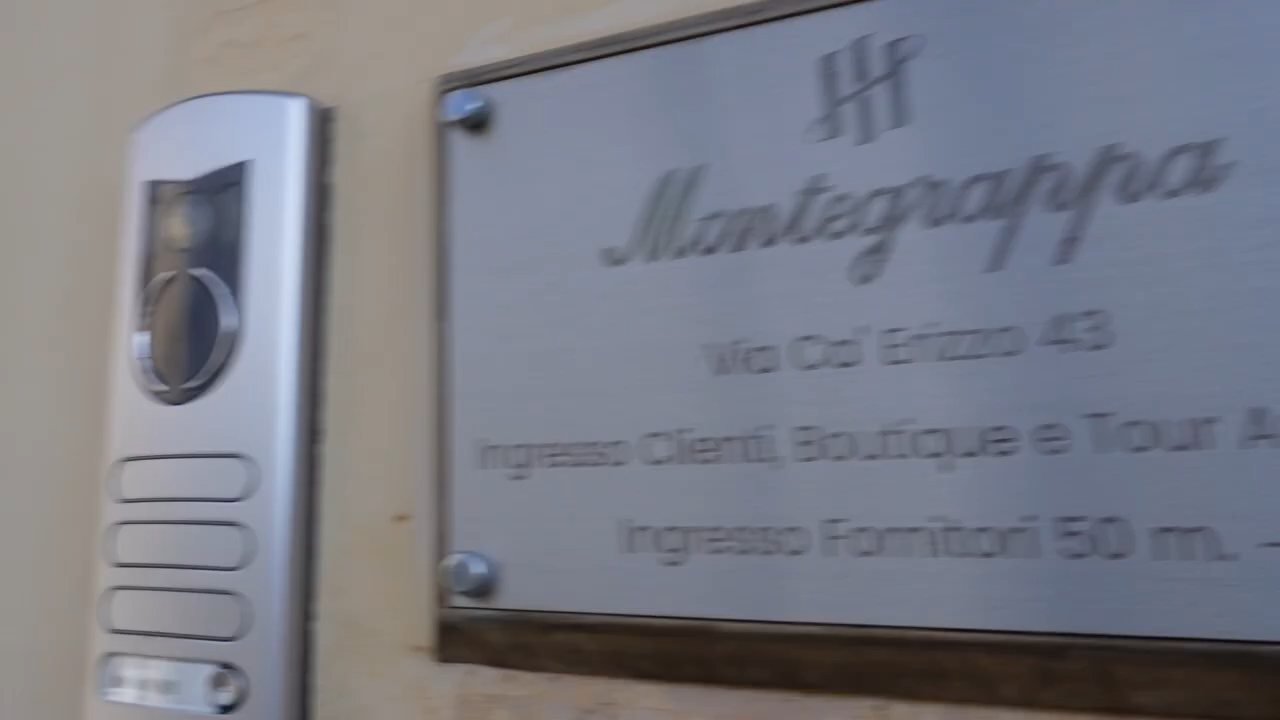 Montegrappa
Via Ca' Erizzo 43
Ingresso Clienti, Boutique e Tour
Ingresso Fornitori 50 m.